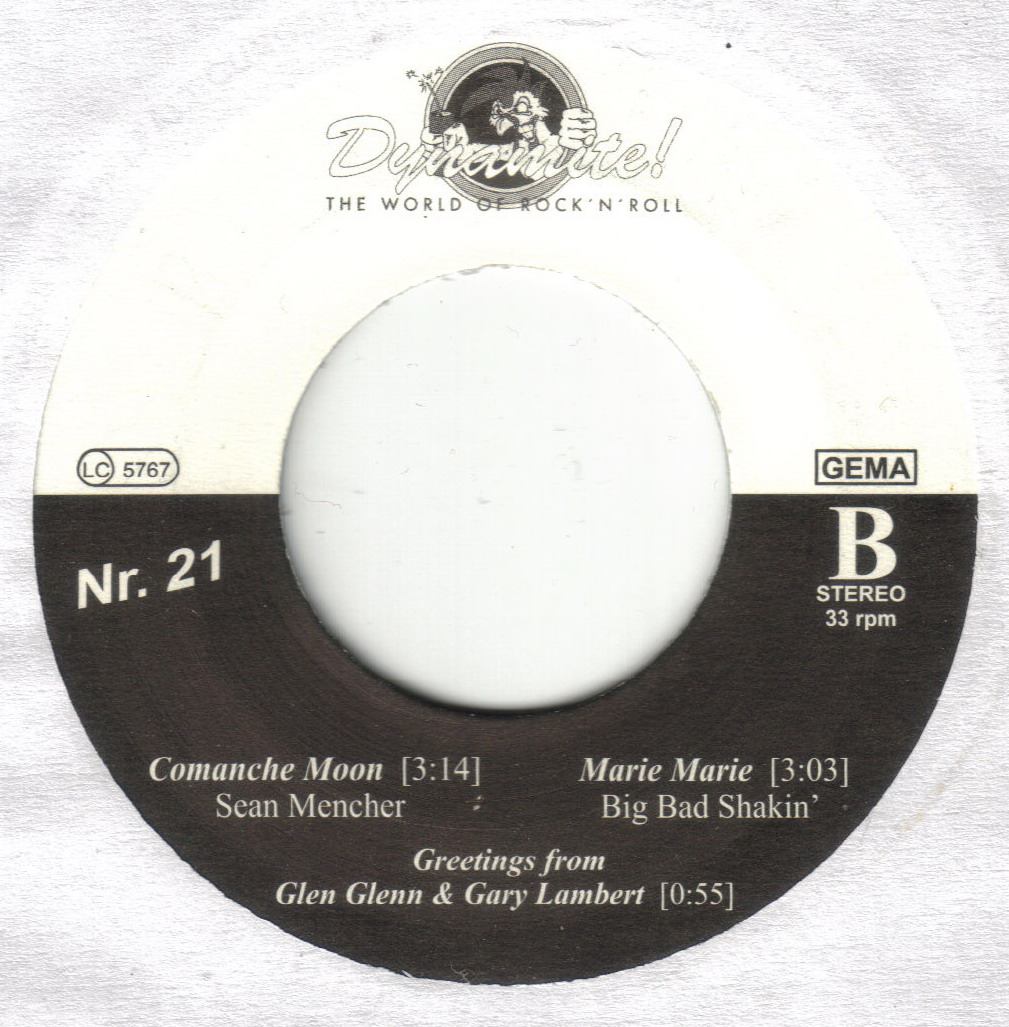 Dynamite!
THE WORLD OF ROCK'N'ROLL
LC 5767
GEMA
Nr. 21
B
STEREO
33 rpm
Comanche Moon [3:14]
Sean Mencher
Marie Marie [3:03]
Big Bad Shakin'
Greetings from
Glen Glenn & Gary Lambert [0:55]